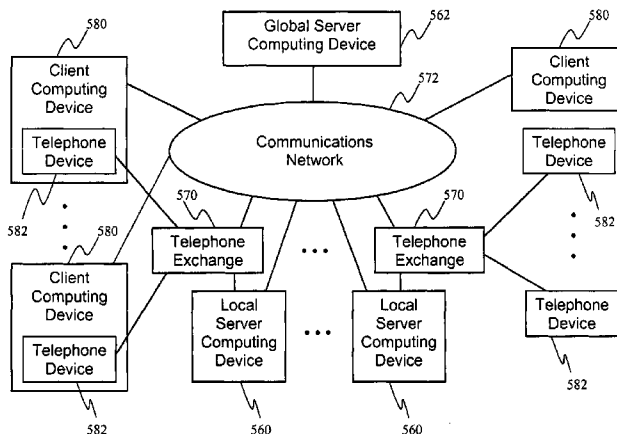 580
Global Server
Computing Device
562
580
Client
Computing
Device
Telephone
Device
572
Client
Computing
Device
Communications
Network
Telephone
Device
582
580
570
570
582
Client
Computing
Device
Telephone
Exchange
...
Telephone
Exchange
Telephone
Device
Local
Server
Computing
Device
...
Local
Server
Computing
Device
Telephone
Device
582
582
560
560